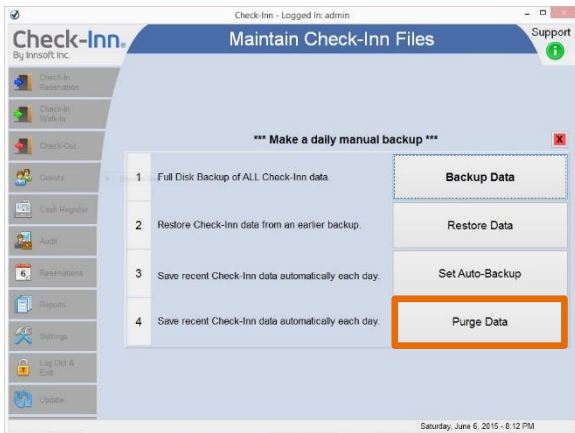 Check-Inn - Logged In: admin
Check-Inn®
By Innsoft Inc.
Maintain Check-Inn Files
Support
Check-In
Reservation
Check-In
Walk-In
Check-Out
Guests
Cash Register
Audit
6
Reservations
Reports
Settings
Log Out &
Exit
Update
*** Make a daily manual backup ***
X
1 Full Disk Backup of ALL Check-Inn data. Backup Data
2 Restore Check-Inn data from an earlier backup. Restore Data
3 Save recent Check-Inn data automatically each day. Set Auto-Backup
4 Save recent Check-Inn data automatically each day. Purge Data
Saturday, June 6, 2015 - 8:12 PM